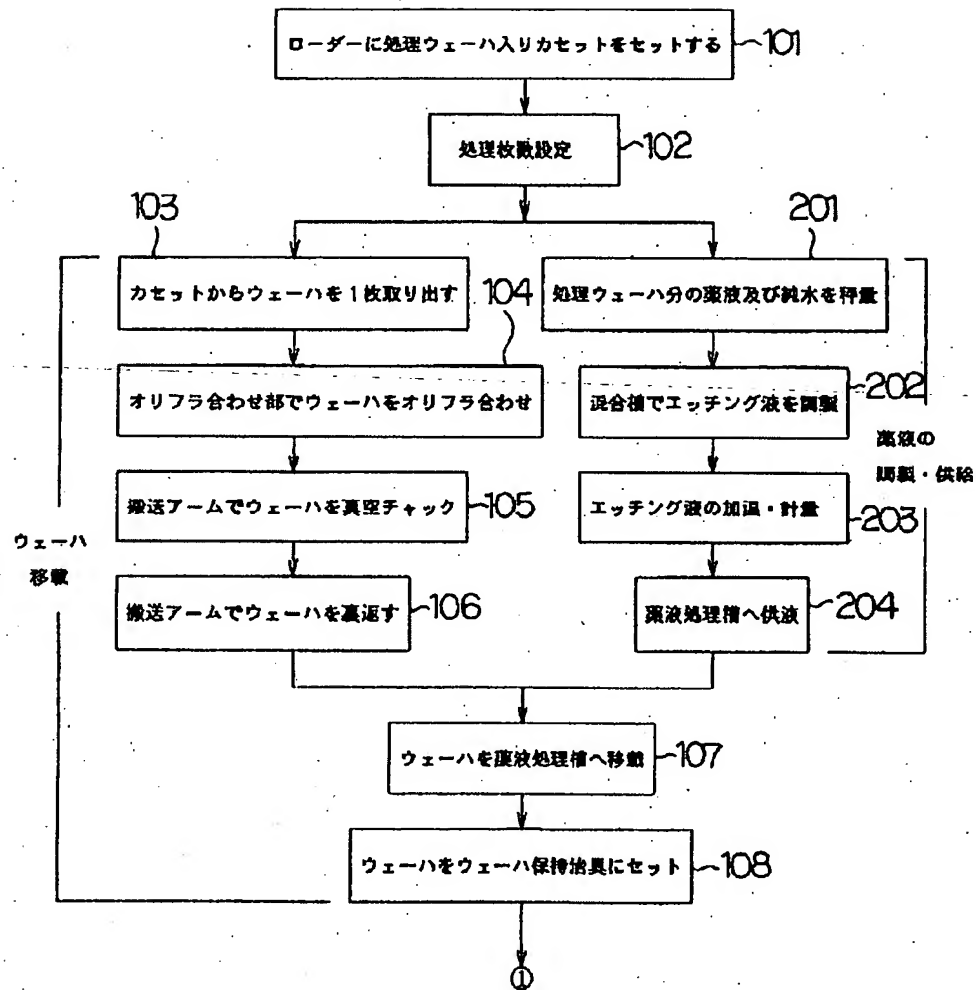 ローダーに処理ウェーハ入りカセットをセットする
101
処理枚数設定
102
103
カセットからウェーハを1枚取り出す
104
オリフラ合わせ部でウェーハをオリフラ合わせ
搬送アームでウェーハを真空チャック
105
搬送アームでウェーハを裏返す
106
ウェーハ
移載
201
処理ウェーハ分の薬液及び純水を秤量
混合槽でエッチング液を調製
202
薬液の
調製・供給
エッチング液の加温・計量
203
薬液処理槽へ供液
204
ウェーハを薬液処理槽へ移載
107
ウェーハをウェーハ保持治具にセット
108
①